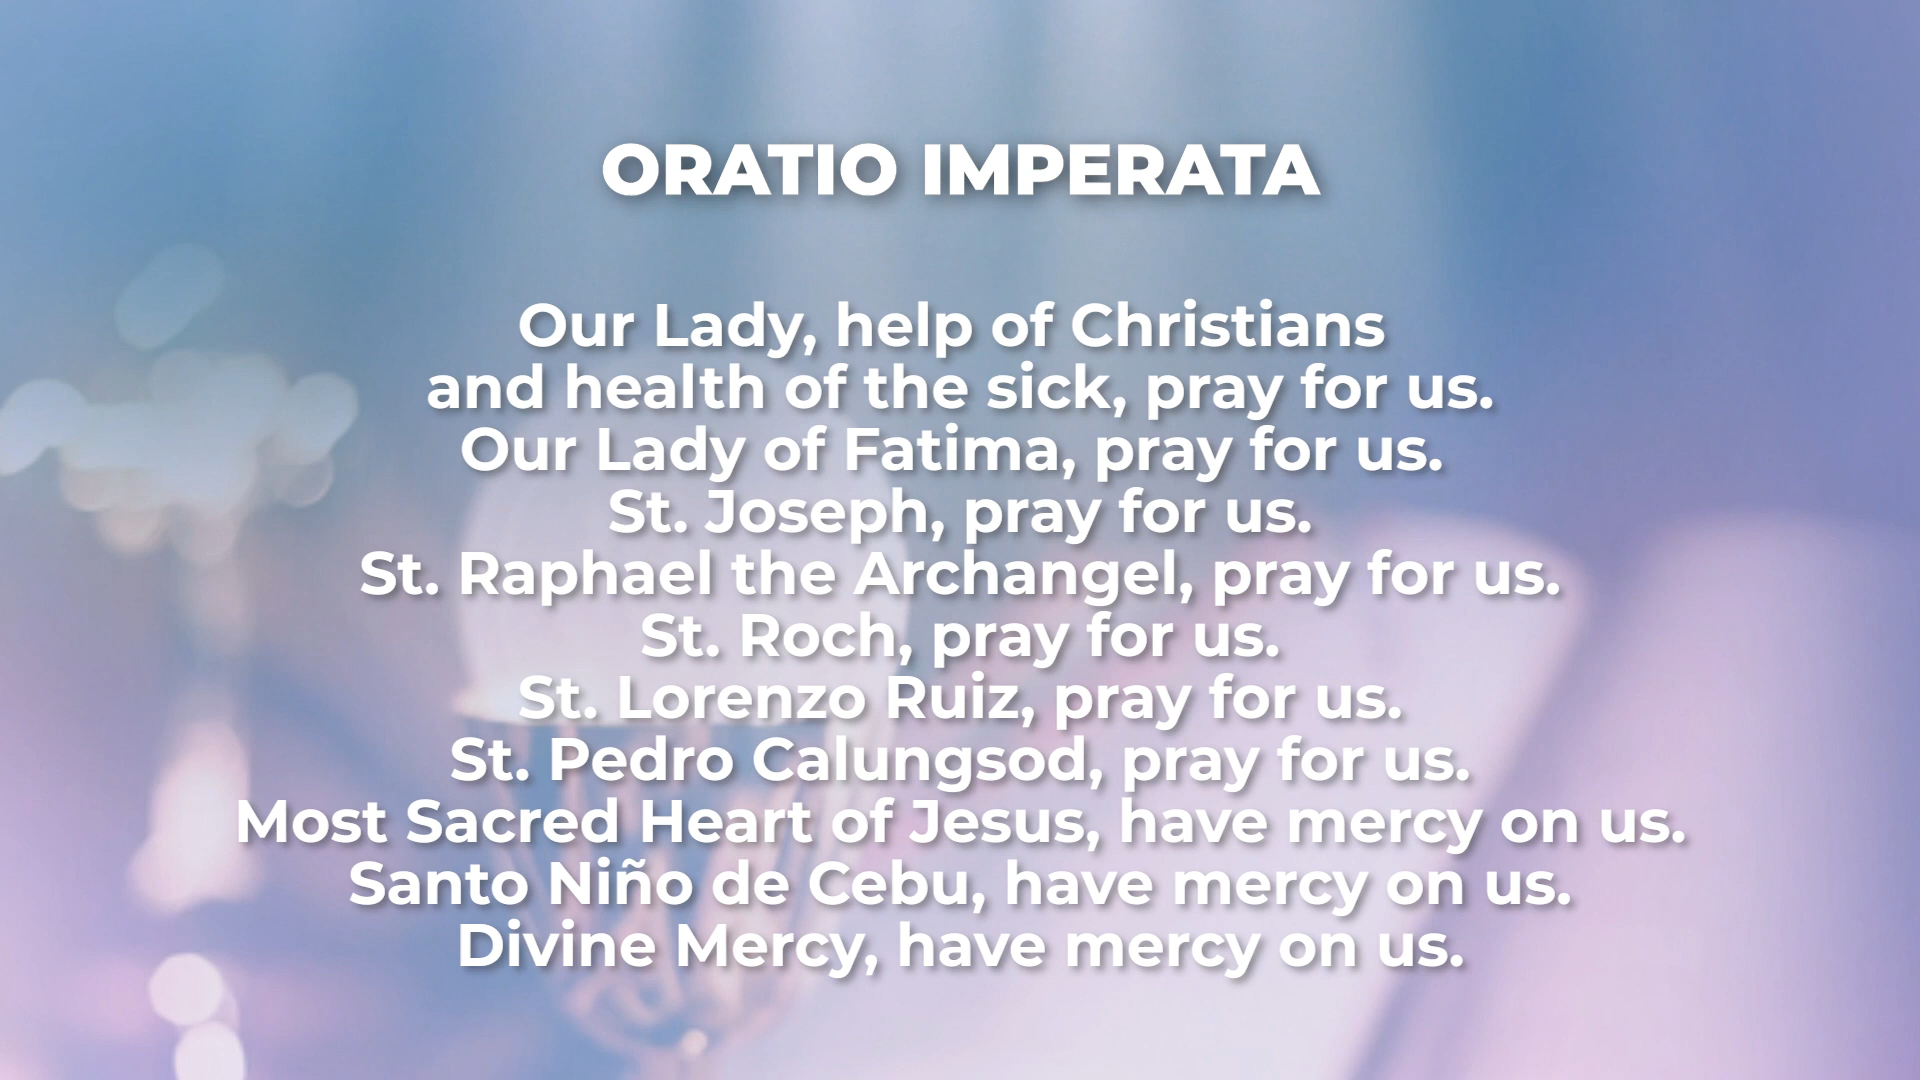 ORATIO IMPERATA
Our Lady, help of Christians
and health of the sick, pray for us.
Our Lady of Fatima, pray for us.
St. Joseph, pray for us.
St. Raphael the Archangel, pray for us.
St. Roch, pray for us.
St. Lorenzo Ruiz, pray for us.
St. Pedro Calungsod, pray for us.
Most Sacred Heart of Jesus, have mercy on us.
Santo Niño de Cebu, have mercy on us.
Divine Mercy, have mercy on us.